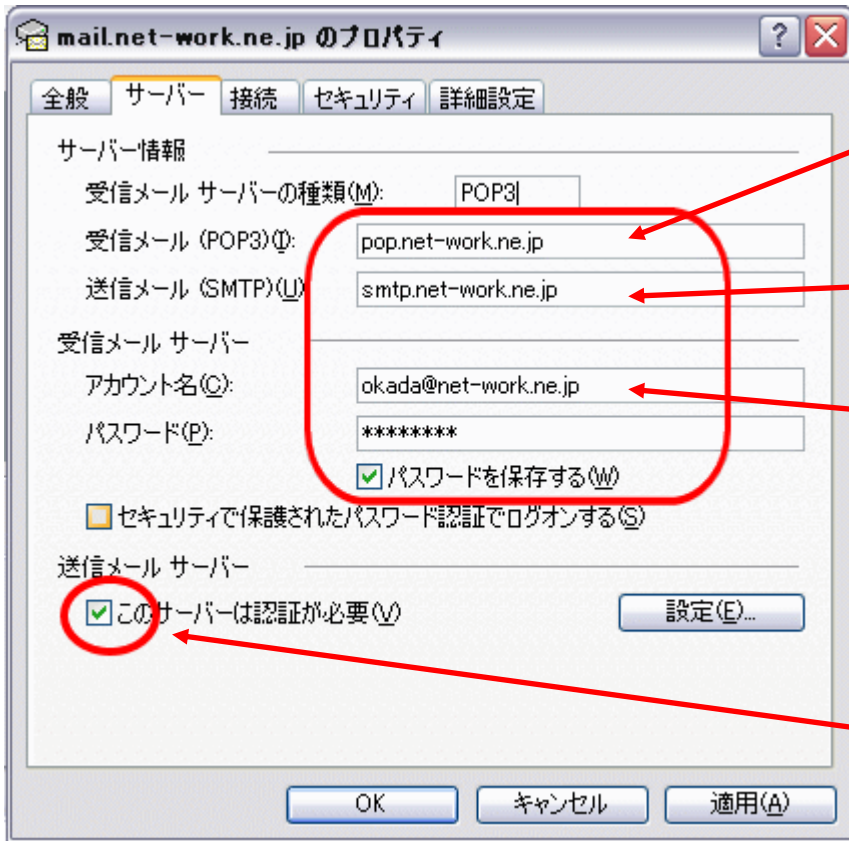 mail.net-work.ne.jp のプロパティ
全般 サーバー 接続 セキュリティ 詳細設定
サーバー情報
受信メール サーバーの種類(M): POP3
受信メール (POP3)(I): pop.net-work.ne.jp
送信メール (SMTP)(U) smtp.net-work.ne.jp
受信メール サーバー
アカウント名(C): okada@net-work.ne.jp
パスワード(P): ********
パスワードを保存する(W)
セキュリティで保護されたパスワード認証でログオンする(S)
送信メール サーバー
このサーバーは認証が必要(V) 設定(E)...
OK キャンセル 適用(A)